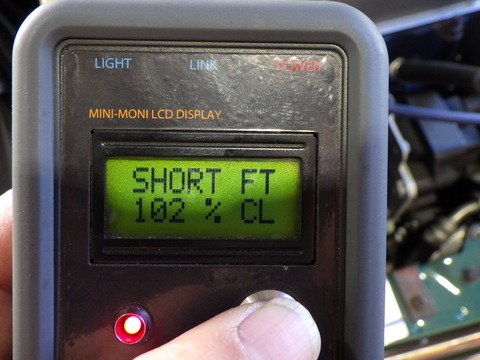 LIGHT LINK POWER
MINI-MONI LCD DISPLAY
SHORT FT
102 % CL